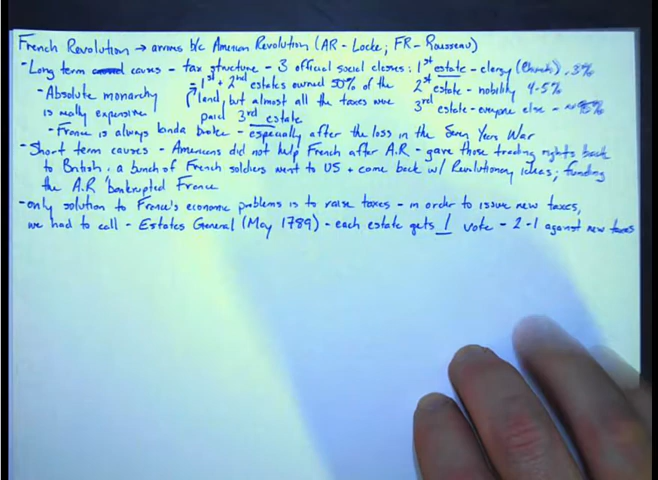 French Revolution → arrives b/c American Revolution (AR - Locke; FR - Rousseau)
- Long term causes - tax structure - 3 official social classes: 1st estate - clergy (Church) .3%
- Absolute monarchy is really expensive
- 1st + 2nd estates owned 50% of the land, but almost all the taxes were paid 3rd estate
2st estate - nobility 4-5%
3rd estate - everyone else - 95%
- France is always kinda broke - especially after the loss in the Seven Years War
- Short term causes - Americans did not help French after A.R - gave those trading rights back
to British; a bunch of French soldiers went to US + come back w/ Revolutionary ideas; funding
the A.R bankrupted France
- only solution to France's economic problems is to raise taxes - in order to issue new taxes,
we had to call - Estates General (May 1789) - each estate gets 1 vote - 2-1 against new taxes